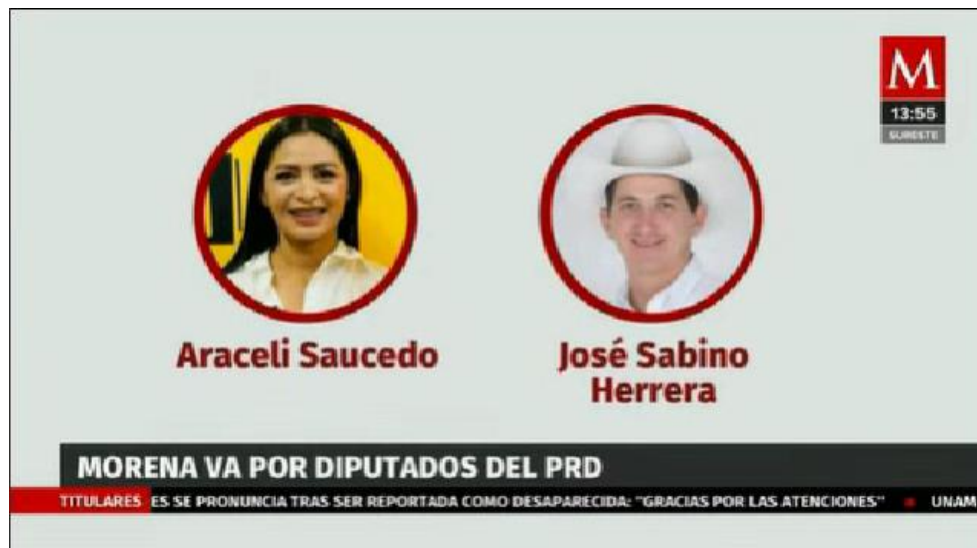 M
13:55
SURESTE
Araceli Saucedo
José Sabino
Herrera
MORENA VA POR DIPUTADOS DEL PRD
TITULARES ES SE PRONUNCIA TRAS SER REPORTADA COMO DESAPARECIDA: "GRACIAS POR LAS ATENCIONES" UNAM